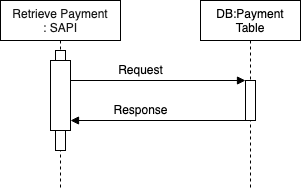 Retrieve Payment
: SAPI
DB:Payment
Table
Request
Response